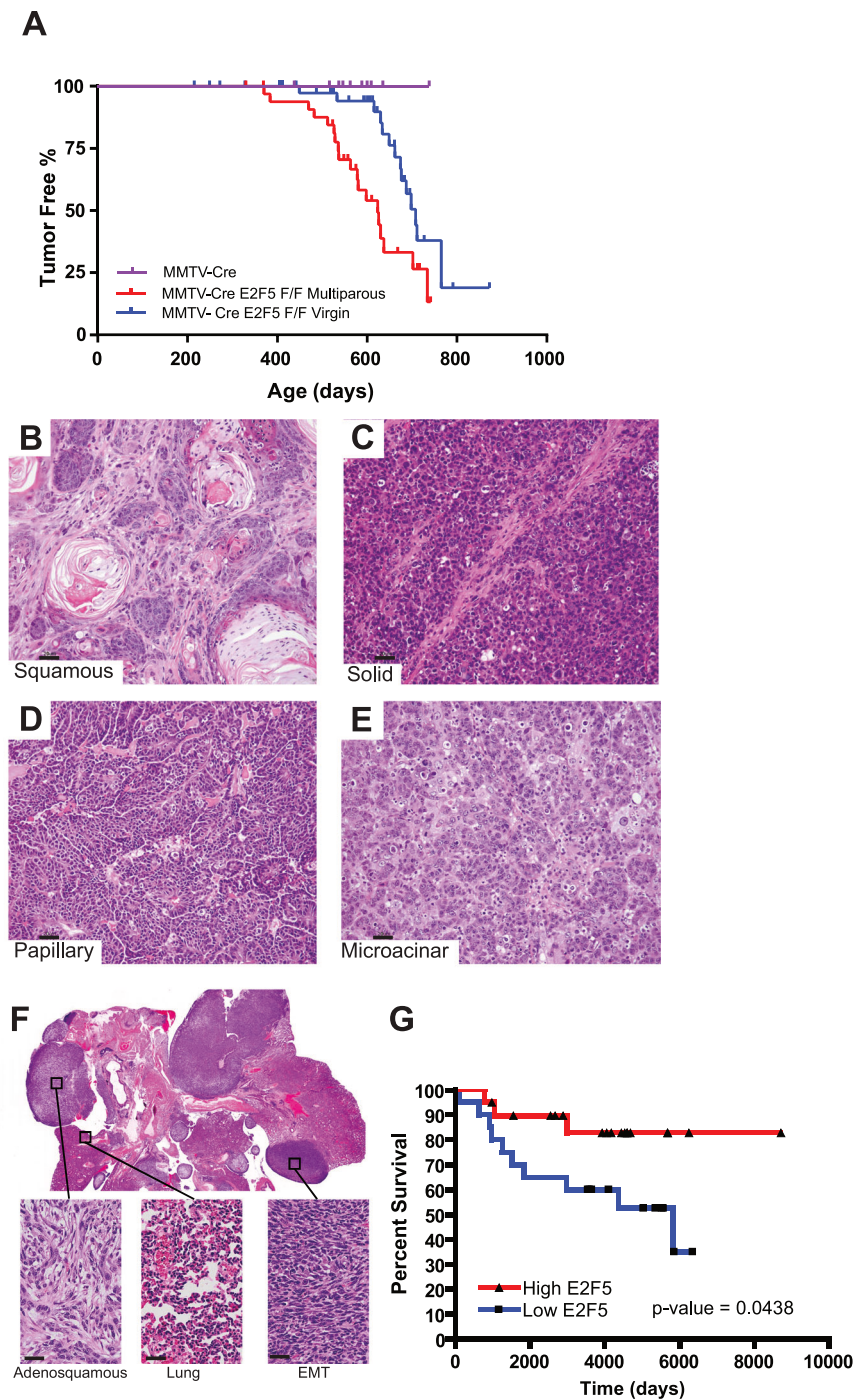 A
100
75
50
25
0
Tumor Free %
MMTV-Cre
MMTV-Cre E2F5 F/F Multiparous
MMTV- Cre E2F5 F/F Virgin
0 200 400 600 800 1000
Age (days)
B
Squamous
C
Solid
D
Papillary
E
Microacinar
F
Adenosquamous
Lung
EMT
G
100
90
80
70
60
50
40
30
20
10
0
Percent Survival
High E2F5
Low E2F5
p-value = 0.0438
0 2000 4000 6000 8000 10000
Time (days)